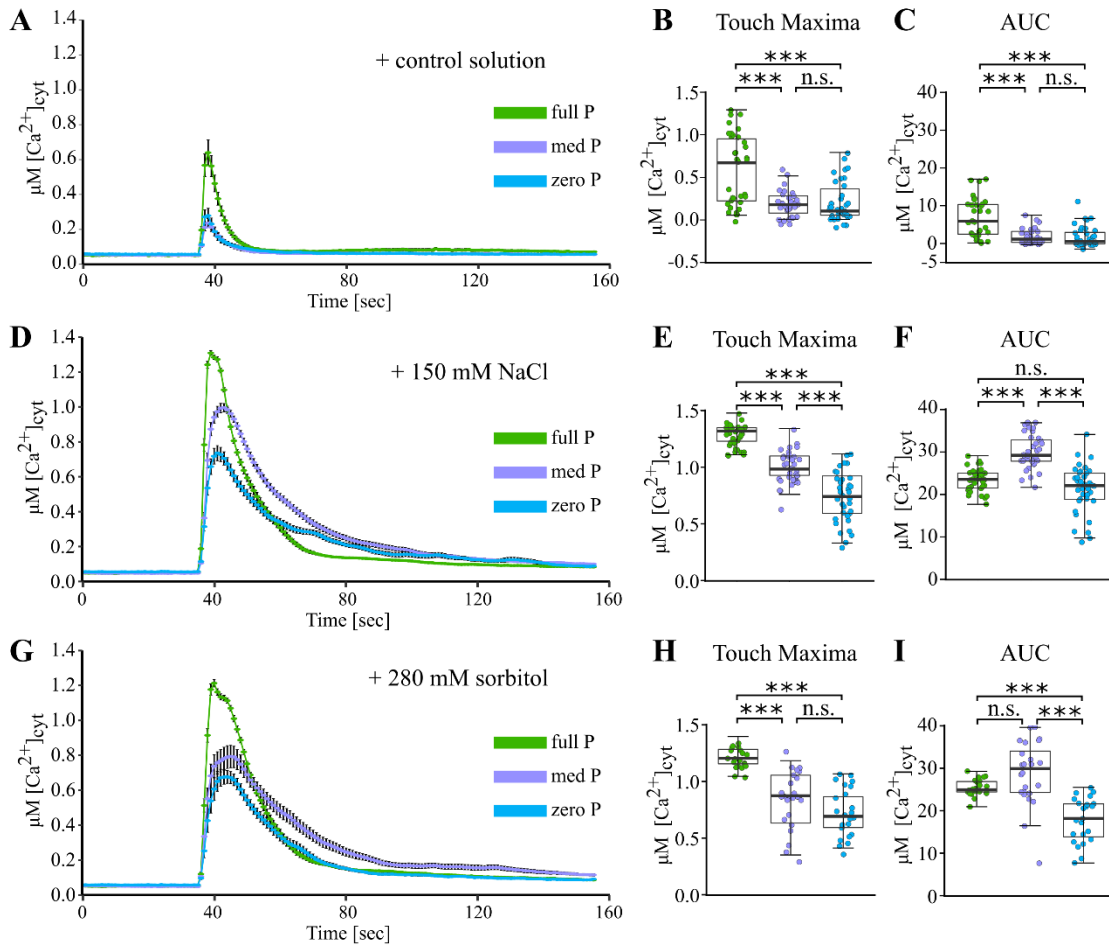 A
μM [Ca²⁺]cyt
1.4
1.2
1.0
0.8
0.6
0.4
0.2
0.0
+ control solution
full P
med P
zero P
0
40
80
120
160
Time [sec]
B
Touch Maxima
***
***
n.s.
μM [Ca²⁺]cyt
1.5
1.0
0.5
0.0
-0.5
C
AUC
***
***
n.s.
μM [Ca²⁺]cyt
40
30
20
10
0
-5
D
μM [Ca²⁺]cyt
1.4
1.2
1.0
0.8
0.6
0.4
0.2
0.0
+ 150 mM NaCl
full P
med P
zero P
0
40
80
120
160
Time [sec]
E
Touch Maxima
***
***
***
μM [Ca²⁺]cyt
1.5
1.0
0.5
0.0
F
AUC
n.s.
***
***
μM [Ca²⁺]cyt
40
30
20
10
0
G
μM [Ca²⁺]cyt
1.4
1.2
1.0
0.8
0.6
0.4
0.2
0.0
+ 280 mM sorbitol
full P
med P
zero P
0
40
80
120
160
Time [sec]
H
Touch Maxima
***
***
n.s.
μM [Ca²⁺]cyt
1.5
1.0
0.5
0.0
I
AUC
***
n.s.
***
μM [Ca²⁺]cyt
40
30
20
10
0